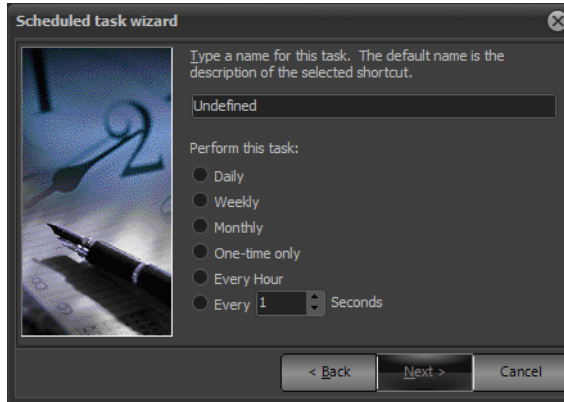 Scheduled task wizard
Type a name for this task. The default name is the
description of the selected shortcut.
Undefined
Perform this task:
Daily
Weekly
Monthly
One-time only
Every Hour
Every 1 Seconds
< Back Next > Cancel